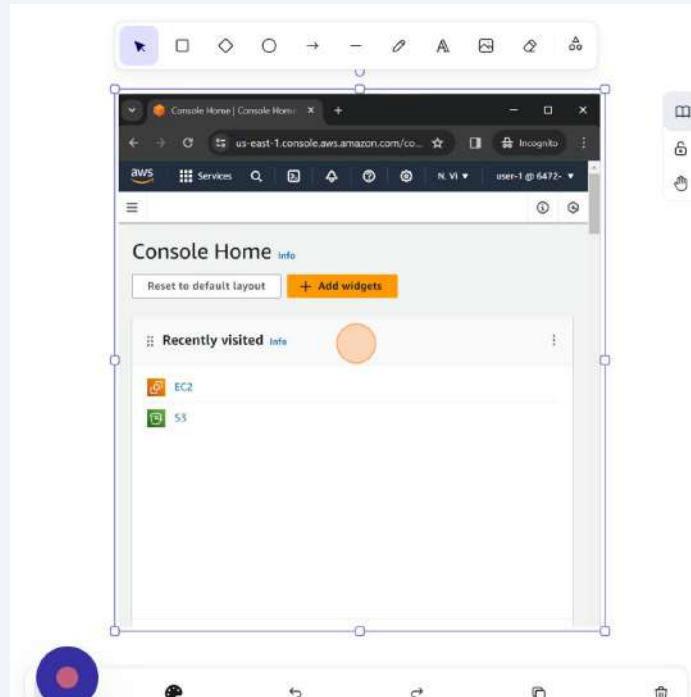 Console Home | Console Home
us-east-1.console.aws.amazon.com/co...
Incognito
aws
Services
N. Vi
user-1 @ 6472-
Console Home Info
Reset to default layout
+ Add widgets
Recently visited Info
EC2
S3